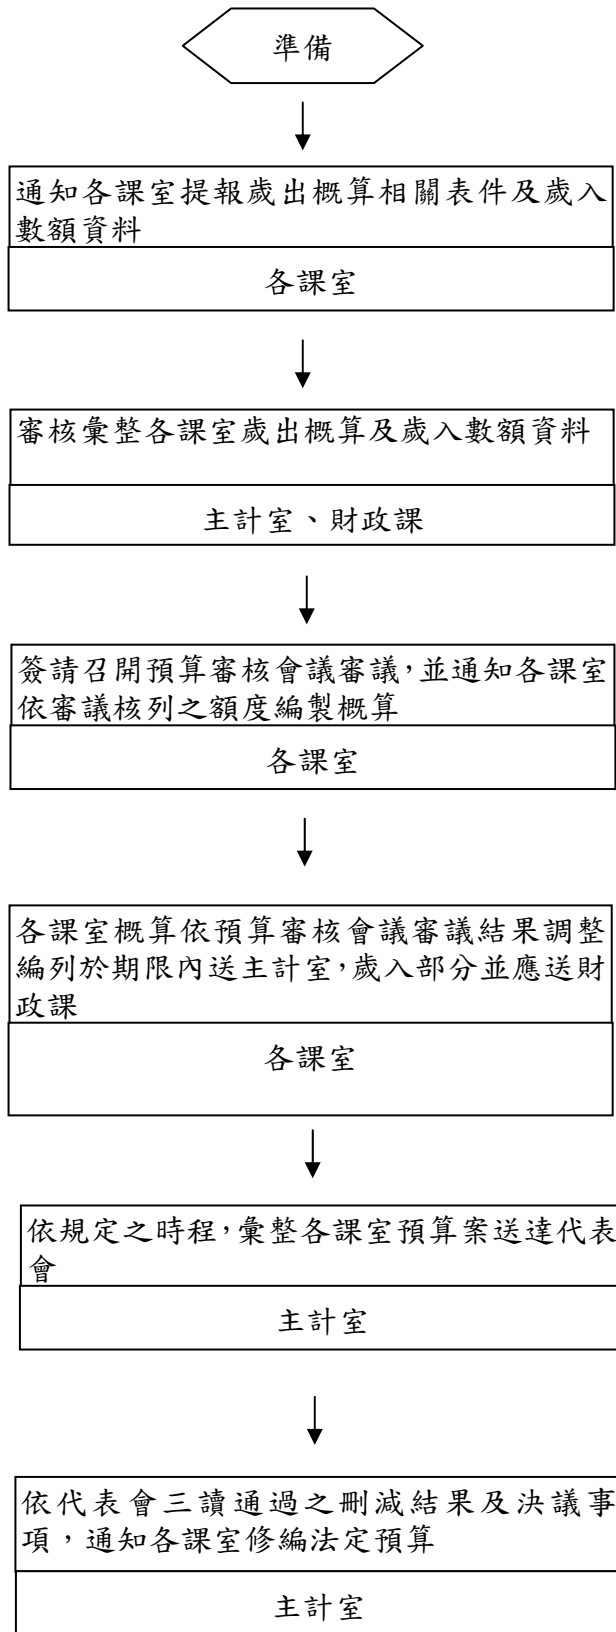 準備
通知各課室提報歲出概算相關表件及歲入
數額資料
各課室
審核彙整各課室歲出概算及歲入數額資料
主計室、財政課
簽請召開預算審核會議審議,並通知各課室
依審議核列之額度編製概算
各課室
各課室概算依預算審核會議審議結果調整
編列於期限內送主計室,歲入部分並應送財
政課
各課室
依規定之時程,彙整各課室預算案送達代表
會
主計室
依代表會三讀通過之刪減結果及決議事
項，通知各課室修編法定預算
主計室